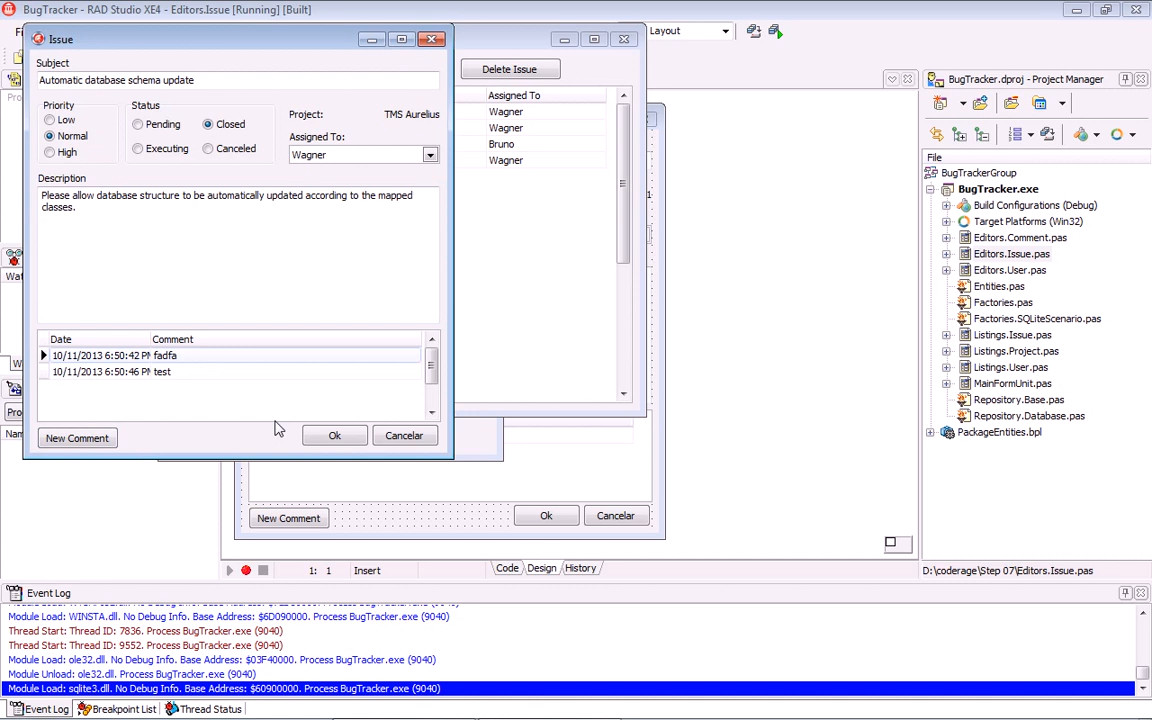 BugTracker - RAD Studio XE4 - Editors.Issue [Running] [Built]
Layout
Issue
Subject
Automatic database schema update
Priority
Low
Normal
High
Status
Pending
Closed
Executing
Canceled
Project:
TMS Aurelius
Assigned To:
Wagner
Description
Please allow database structure to be automatically updated according to the mapped
classes.
Date
Comment
10/11/2013 6:50:42 PM fadfa
10/11/2013 6:50:46 PM test
New Comment
Ok
Cancelar
Delete Issue
Assigned To
Wagner
Wagner
Bruno
Wagner
New Comment
Ok
Cancelar
1: 1
Insert
Code
Design
History
BugTracker.dproj - Project Manager
File
BugTrackerGroup
BugTracker.exe
Build Configurations (Debug)
Target Platforms (Win32)
Editors.Comment.pas
Editors.Issue.pas
Editors.User.pas
Entities.pas
Factories.pas
Factories.SQLiteScenario.pas
Listings.Issue.pas
Listings.Project.pas
Listings.User.pas
MainFormUnit.pas
Repository.Base.pas
Repository.Database.pas
PackageEntities.bpl
D:\coderage\Step 07\Editors.Issue.pas
Event Log
Module Load: WINSTA.dll. No Debug Info. Base Address: $6D090000. Process BugTracker.exe (9040)
Thread Start: Thread ID: 7836. Process BugTracker.exe (9040)
Thread Start: Thread ID: 9552. Process BugTracker.exe (9040)
Module Load: ole32.dll. No Debug Info. Base Address: $03F40000. Process BugTracker.exe (9040)
Module Unload: ole32.dll. Process BugTracker.exe (9040)
Module Load: sqlite3.dll. No Debug Info. Base Address: $60900000. Process BugTracker.exe (9040)
Event Log
Breakpoint List
Thread Status